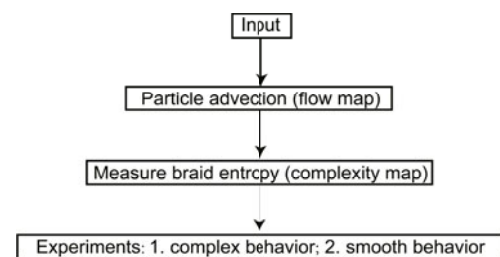 Input
Particle advection (flow map)
Measure braid entropy (complexity map)
Experiments: 1. complex behavior; 2. smooth behavior